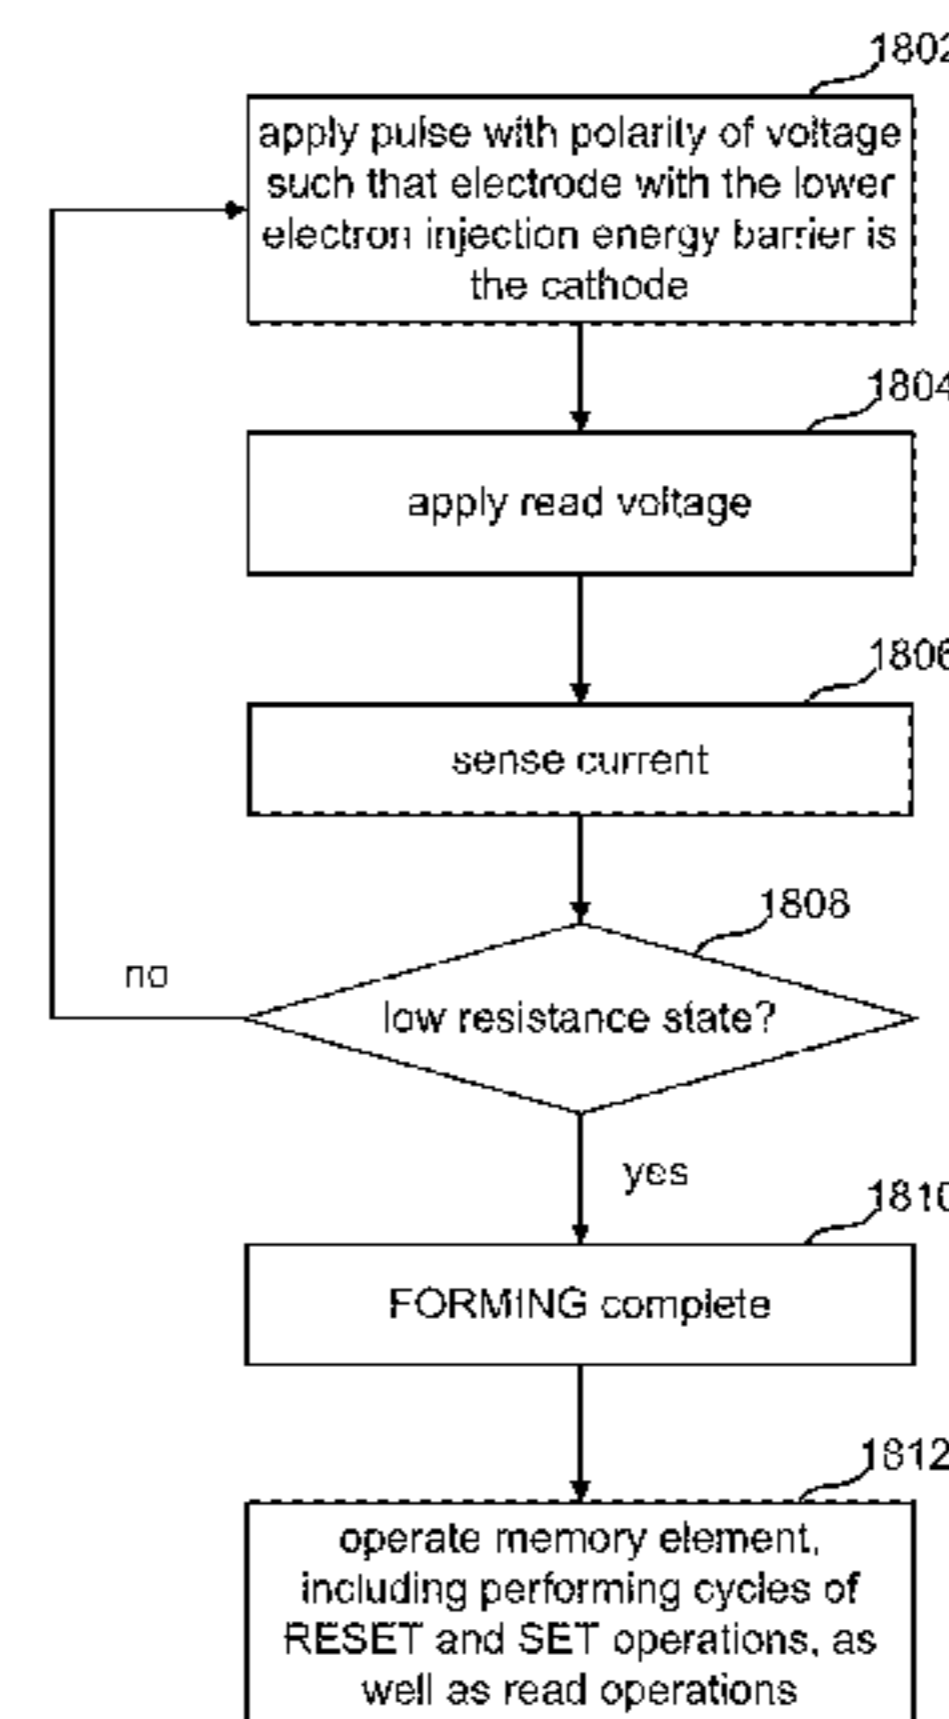 1802
apply pulse with polarity of voltage
such that electrode with the lower
electron injection energy barrier is
the cathode
1804
apply read voltage
1806
sense current
1808
no
low resistance state?
yes
1810
FORMING complete
1812
operate memory element,
including performing cycles of
RESET and SET operations, as
well as read operations